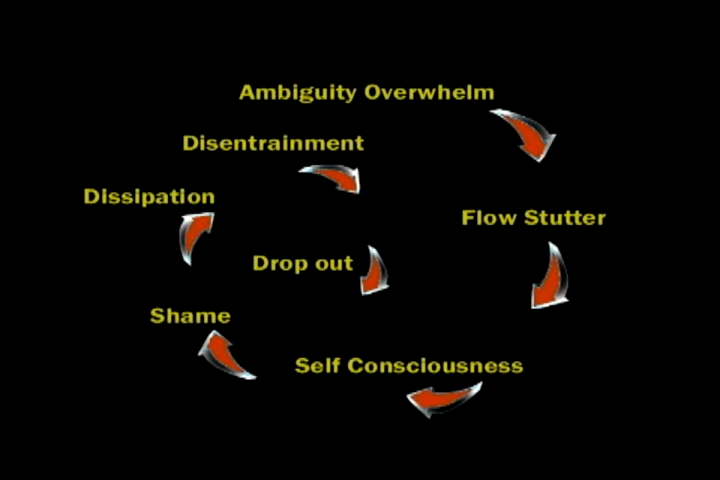 Ambiguity Overwhelm
Disentrainment
Dissipation
Flow Stutter
Drop out
Shame
Self Consciousness